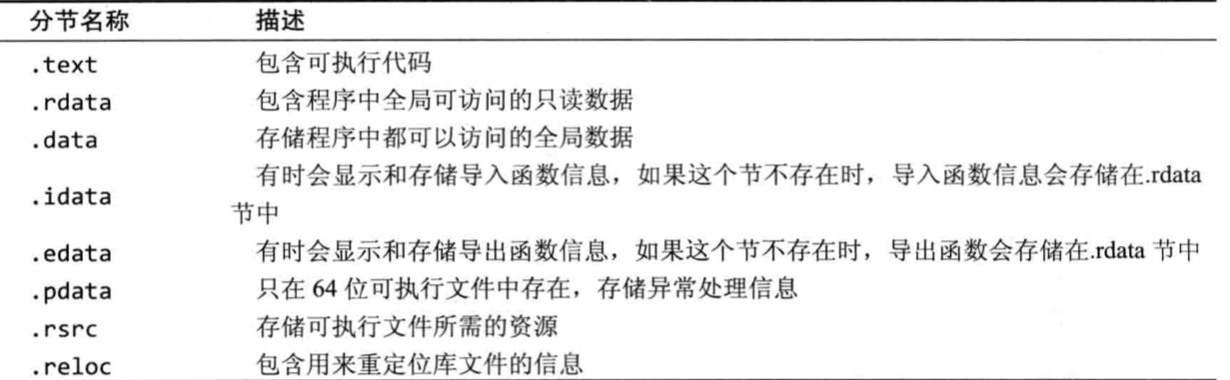 分节名称 描述
.text 包含可执行代码
.rdata 包含程序中全局可访问的只读数据
.data 存储程序中都可以访问的全局数据
.idata 有时会显示和存储导入函数信息，如果这个节不存在时，导入函数信息会存储在.rdata
节中
.edata 有时会显示和存储导出函数信息，如果这个节不存在时，导出函数会存储在.rdata 节中
.pdata 只在 64 位可执行文件中存在，存储异常处理信息
.rsrc 存储可执行文件所需的资源
.reloc 包含用来重定位库文件的信息